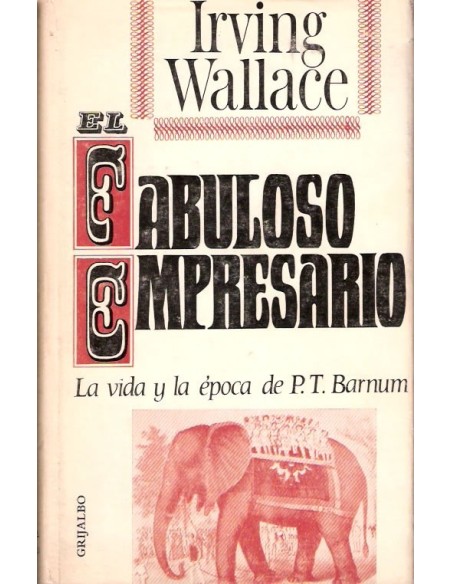 Irving
Wallace
EL
FABULOSO
EMPRESARIO
La vida y la época de P.T. Barnum
GRIJALBO